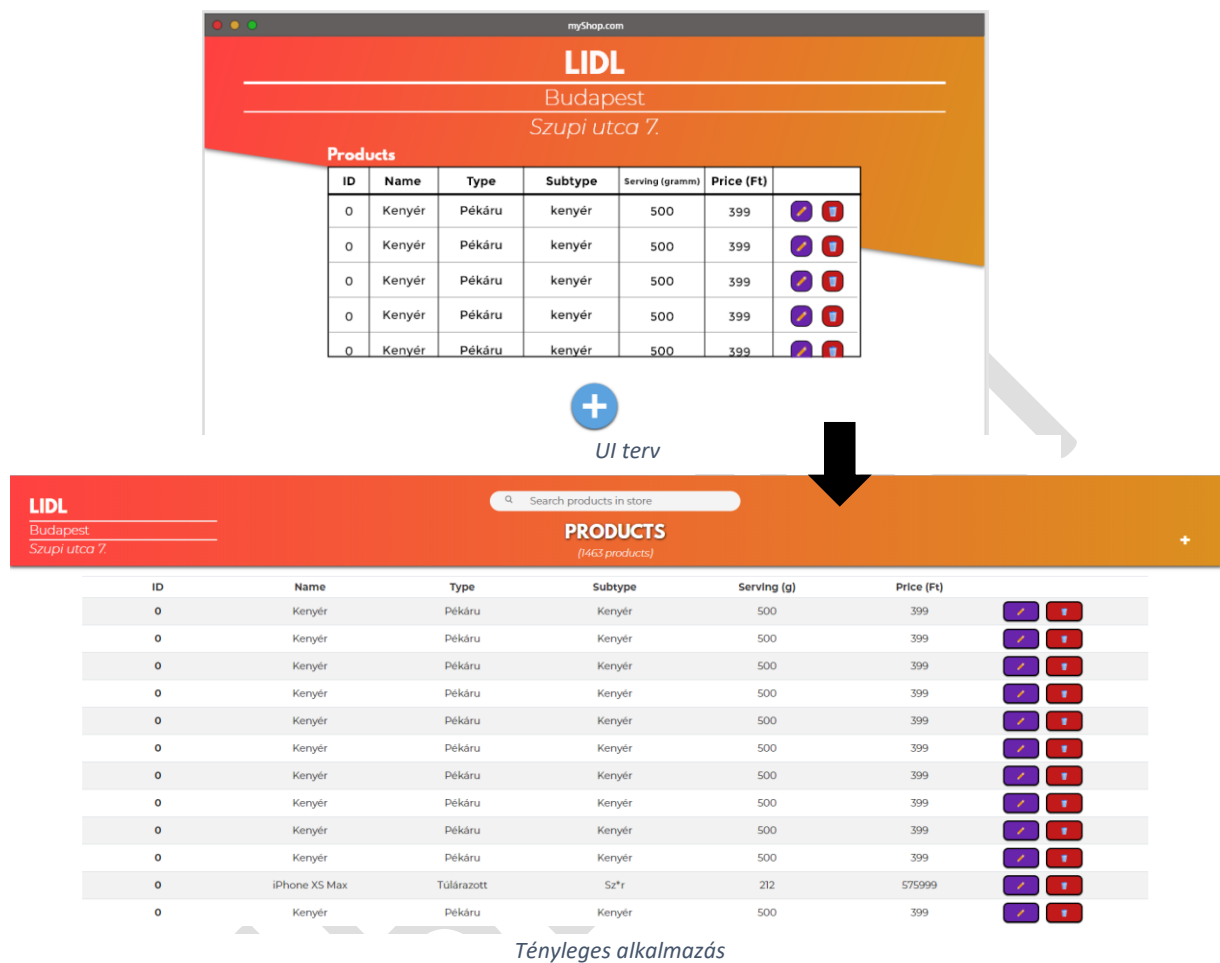 myShop.com
LIDL
Budapest
Szupi utca 7.
Products
ID Name Type Subtype Serving (gramm) Price (Ft)
0 Kenyér Pékáru kenyér 500 399
0 Kenyér Pékáru kenyér 500 399
0 Kenyér Pékáru kenyér 500 399
0 Kenyér Pékáru kenyér 500 399
0 Kenyér Pékáru kenyér 500 399
UI terv
LIDL
Budapest
Szupi utca 7.
Search products in store
PRODUCTS
(1463 products)
ID Name Type Subtype Serving (g) Price (Ft)
0 Kenyér Pékáru Kenyér 500 399
0 Kenyér Pékáru Kenyér 500 399
0 Kenyér Pékáru Kenyér 500 399
0 Kenyér Pékáru Kenyér 500 399
0 Kenyér Pékáru Kenyér 500 399
0 Kenyér Pékáru Kenyér 500 399
0 Kenyér Pékáru Kenyér 500 399
0 Kenyér Pékáru Kenyér 500 399
0 Kenyér Pékáru Kenyér 500 399
0 Kenyér Pékáru Kenyér 500 399
0 iPhone XS Max Túlárazott Sz*r 212 575999
0 Kenyér Pékáru Kenyér 500 399
Tényleges alkalmazás